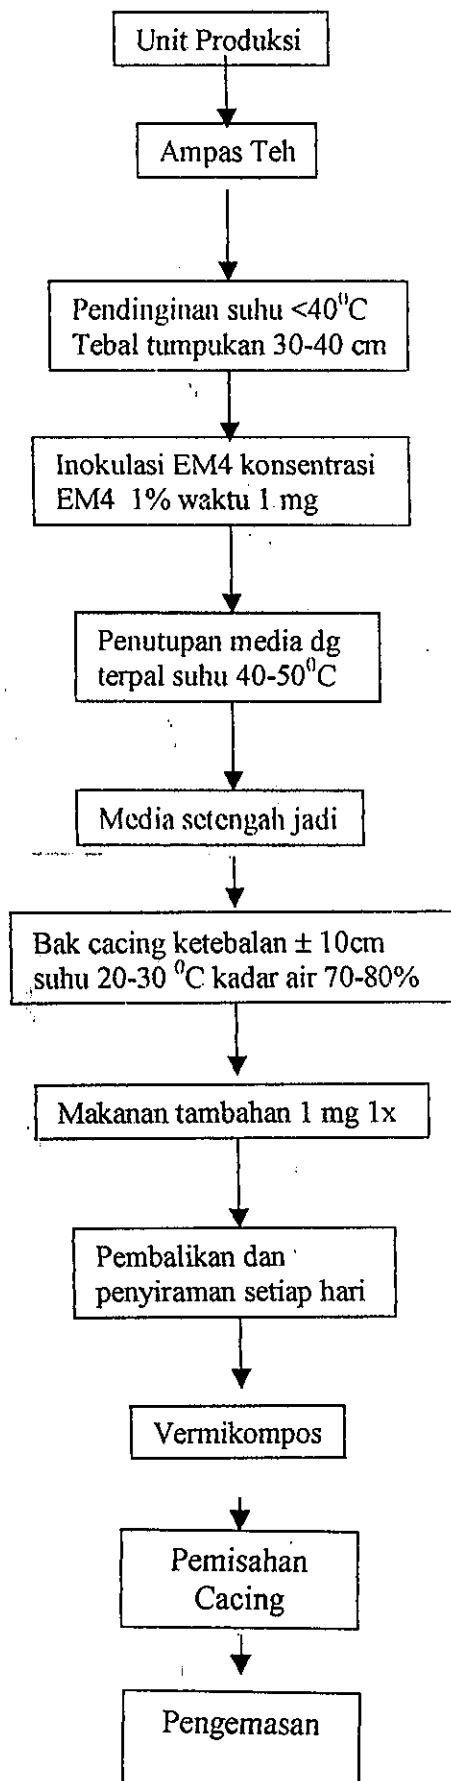 Unit Produksi
Ampas Teh
Pendinginan suhu <40⁰C
Tebal tumpukan 30-40 cm
Inokulasi EM4 konsentrasi
EM4 1% waktu 1 mg
Penutupan media dg
terpal suhu 40-50⁰C
Media setengah jadi
Bak cacing ketebalan ± 10cm
suhu 20-30 ⁰C kadar air 70-80%
Makanan tambahan 1 mg 1x
Pembalikan dan
penyiraman setiap hari
Vermikompos
Pemisahan
Cacing
Pengemasan